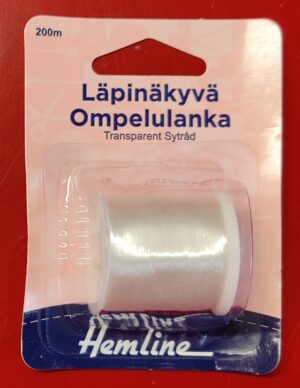 200m
Läpinäkyvä
Ompelulanka
Transparent Sytråd
Hemline